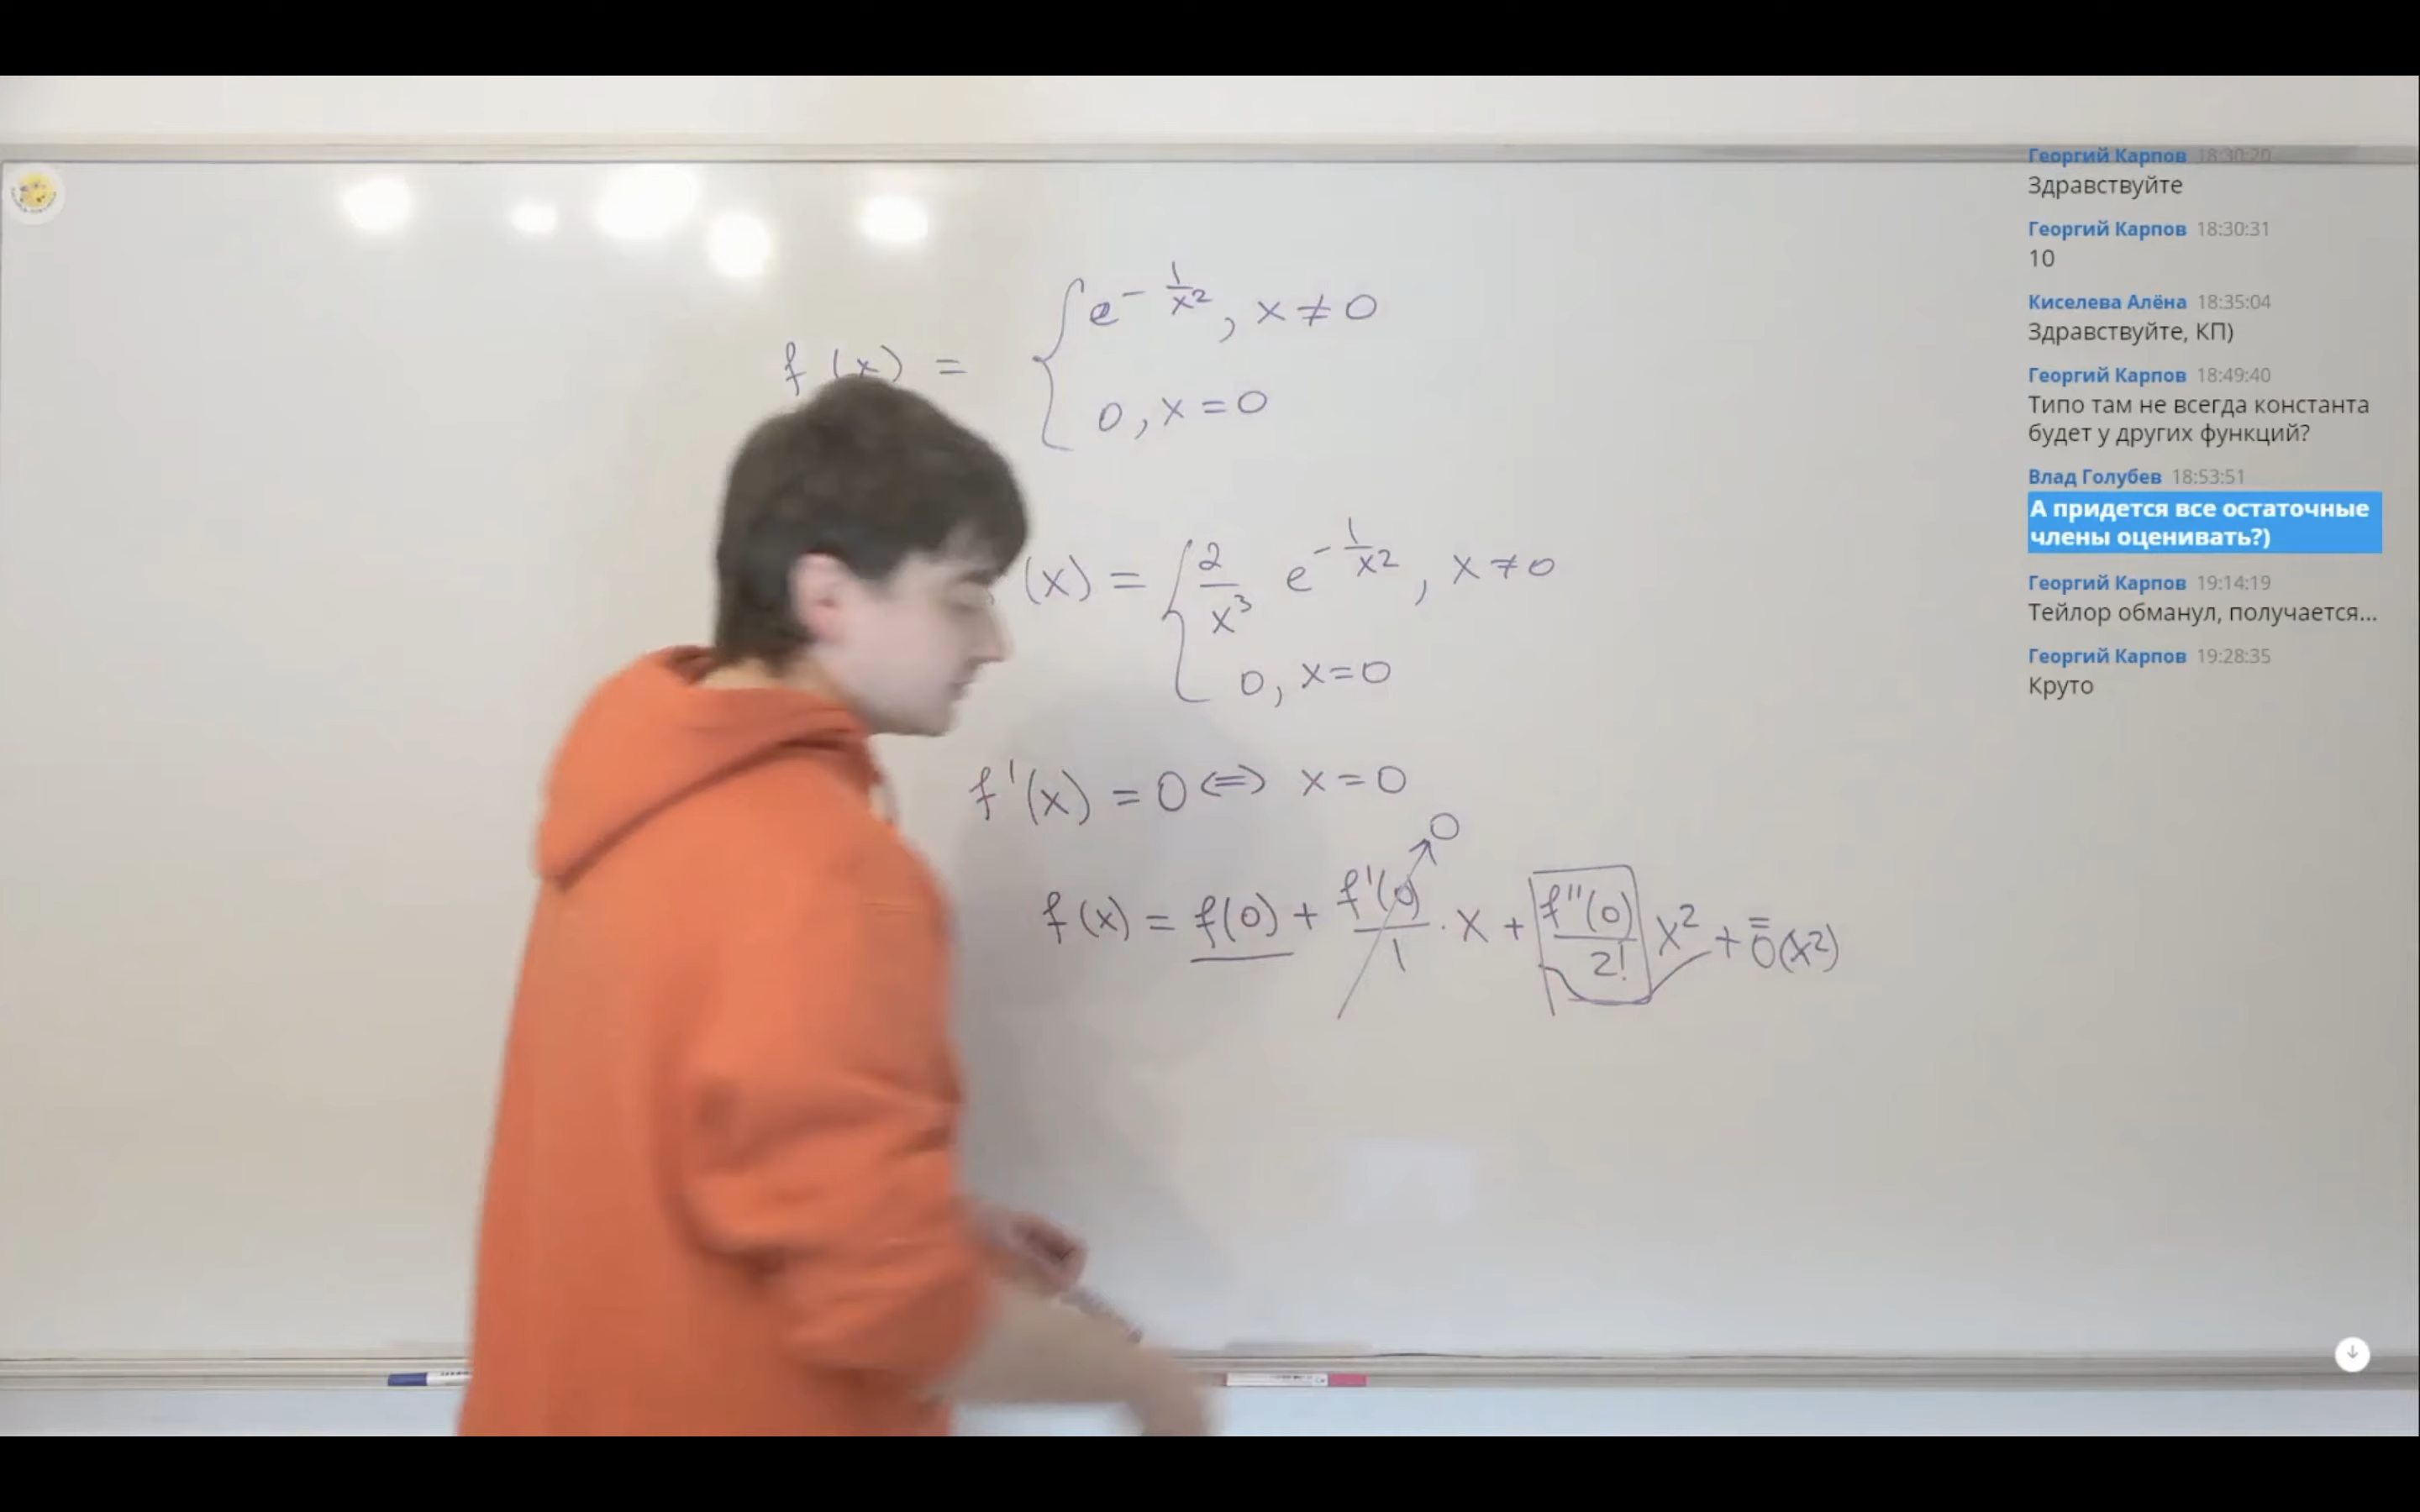 f(x) = { e^{-1/x²}, x ≠ 0
0, x = 0
(x) = { 2/x³ e^{-1/x²}, x ≠ 0
0, x = 0
f'(x) = 0 <=> x = 0
0
f(x) = f(0) + f'(0)/1 · x + f''(0)/2! x² + o̿(x²)
Георгий Карпов 18:30:20
Здравствуйте
Георгий Карпов 18:30:31
10
Киселева Алёна 18:35:04
Здравствуйте, КП)
Георгий Карпов 18:49:40
Типо там не всегда константа
будет у других функций?
Влад Голубев 18:53:51
А придется все остаточные
члены оценивать?)
Георгий Карпов 19:14:19
Тейлор обманул, получается...
Георгий Карпов 19:28:35
Круто